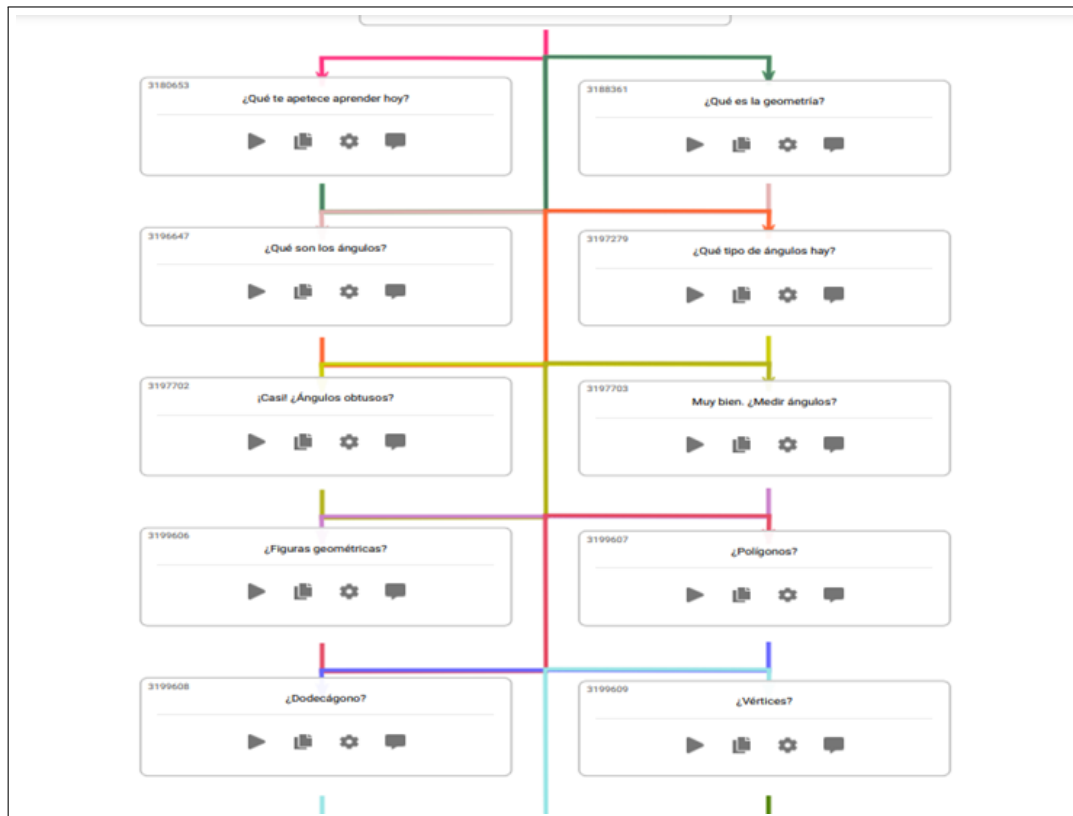 3180653
¿Qué te apetece aprender hoy?
3188361
¿Qué es la geometría?
3196647
¿Qué son los ángulos?
3197279
¿Qué tipo de ángulos hay?
3197702
¡Casi! ¿Ángulos obtusos?
3197703
Muy bien. ¿Medir ángulos?
3199606
¿Figuras geométricas?
3199607
¿Polígonos?
3199608
¿Dodecágono?
3199609
¿Vértices?